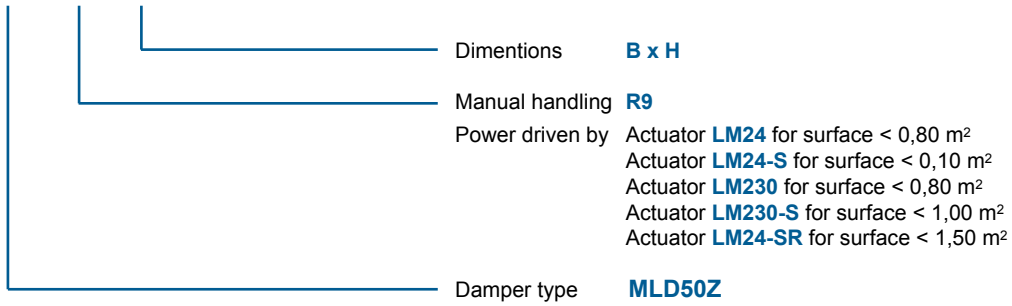 Dimentions B x H
Manual handling R9
Power driven by Actuator LM24 for surface < 0,80 m²
Actuator LM24-S for surface < 0,10 m²
Actuator LM230 for surface < 0,80 m²
Actuator LM230-S for surface < 1,00 m²
Actuator LM24-SR for surface < 1,50 m²
Damper type MLD50Z